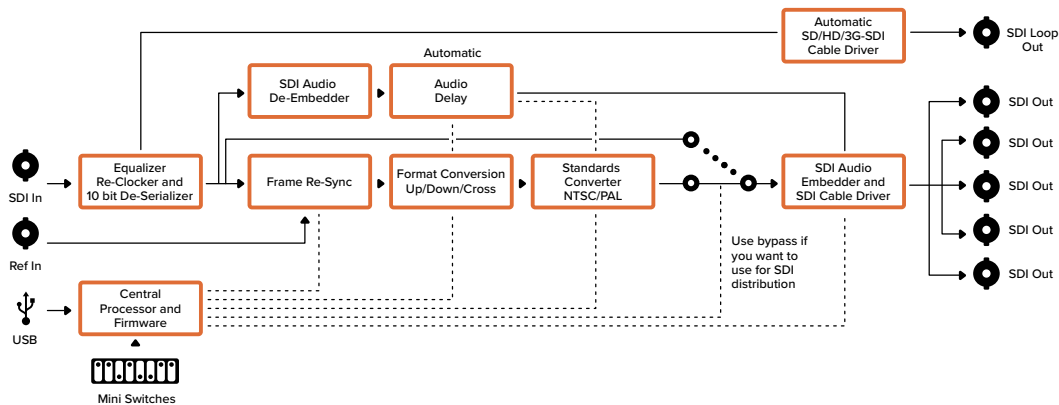 Automatic
SD/HD/3G-SDI
Cable Driver
SDI Loop
Out
Automatic
SDI Audio
De-Embedder
Audio
Delay
SDI Out
SDI Out
SDI In
Equalizer
Re-Clocker and
10 bit De-Serializer
Frame Re-Sync
Format Conversion
Up/Down/Cross
Standards
Converter
NTSC/PAL
SDI Audio
Embedder and
SDI Cable Driver
SDI Out
SDI Out
SDI Out
Ref In
Use bypass if
you want to
use for SDI
distribution
USB
Central
Processor and
Firmware
Mini Switches